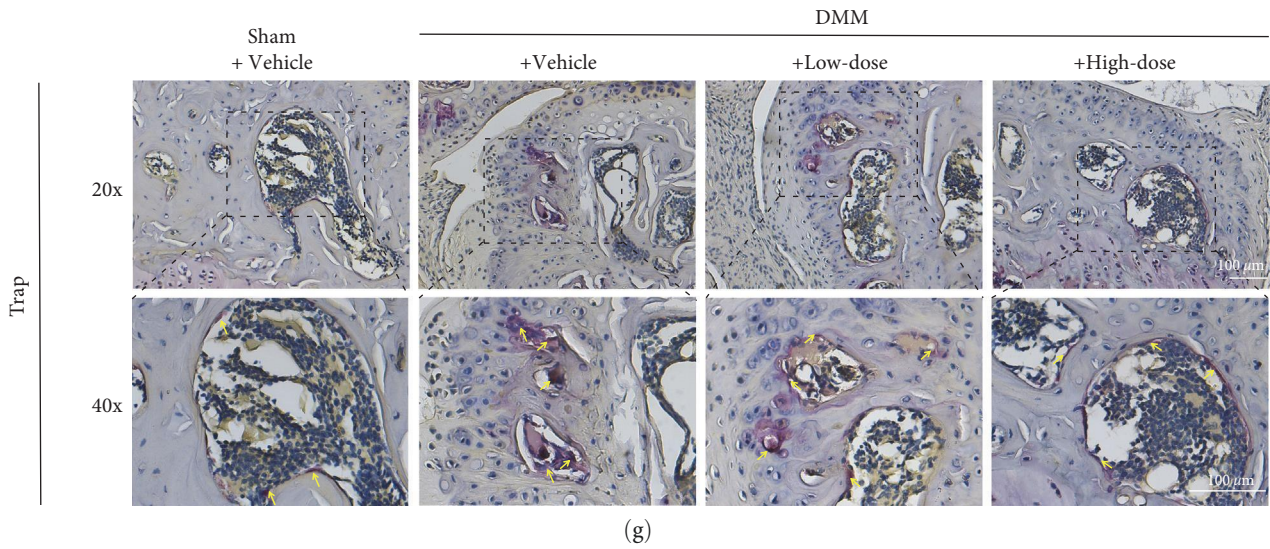 DMM
Sham
+ Vehicle
+Vehicle
+Low-dose
+High-dose
Trap
20x
100 µm
40x
100 µm
(g)